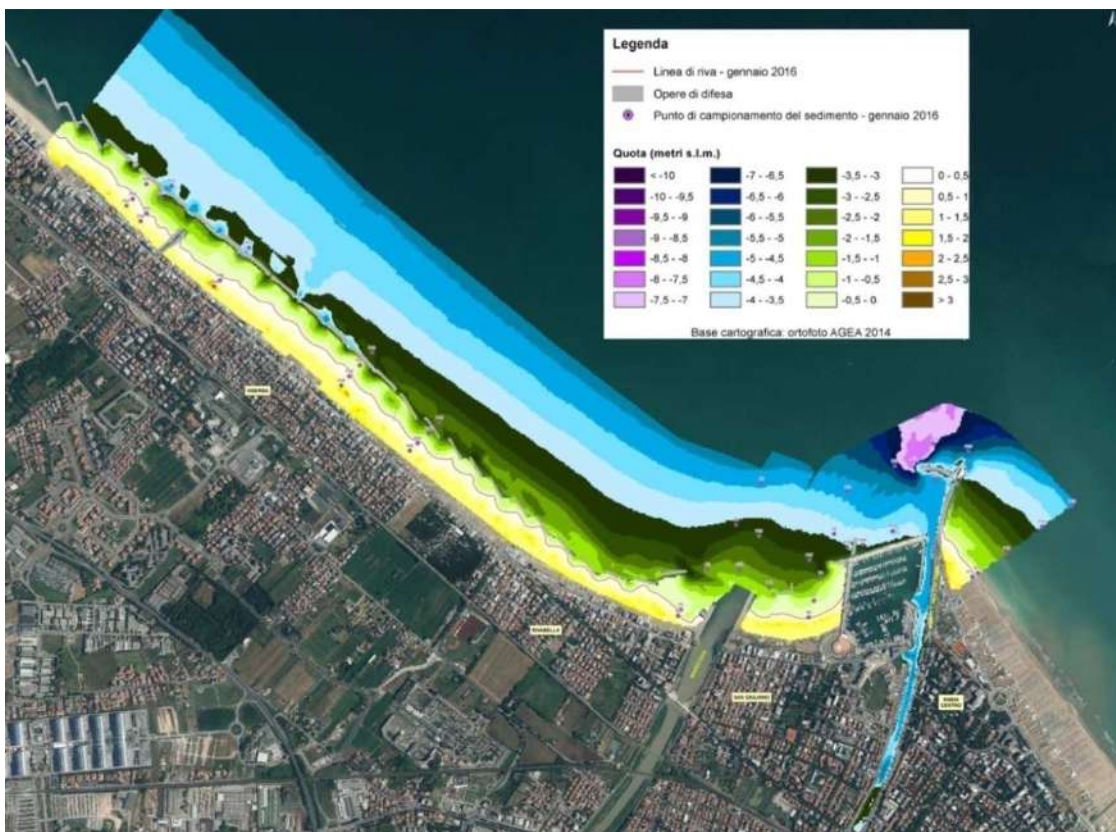 Legenda
Linea di riva - gennaio 2016
Opere di difesa
Punto di campionamento del sedimento - gennaio 2016
Quota (metri s.l.m.)
< -10
-10 - -9,5
-9,5 - -9
-9 - -8,5
-8,5 - -8
-8 - -7,5
-7,5 - -7
-7 - -6,5
-6,5 - -6
-6 - -5,5
-5,5 - -5
-5 - -4,5
-4,5 - -4
-4 - -3,5
-3,5 - -3
-3 - -2,5
-2,5 - -2
-2 - -1,5
-1,5 - -1
-1 - -0,5
-0,5 - 0
0 - 0,5
0,5 - 1
1 - 1,5
1,5 - 2
2 - 2,5
2,5 - 3
> 3
Base cartografica: ortofoto AGEA 2014
RIVABELLA
SAN GIULIANO